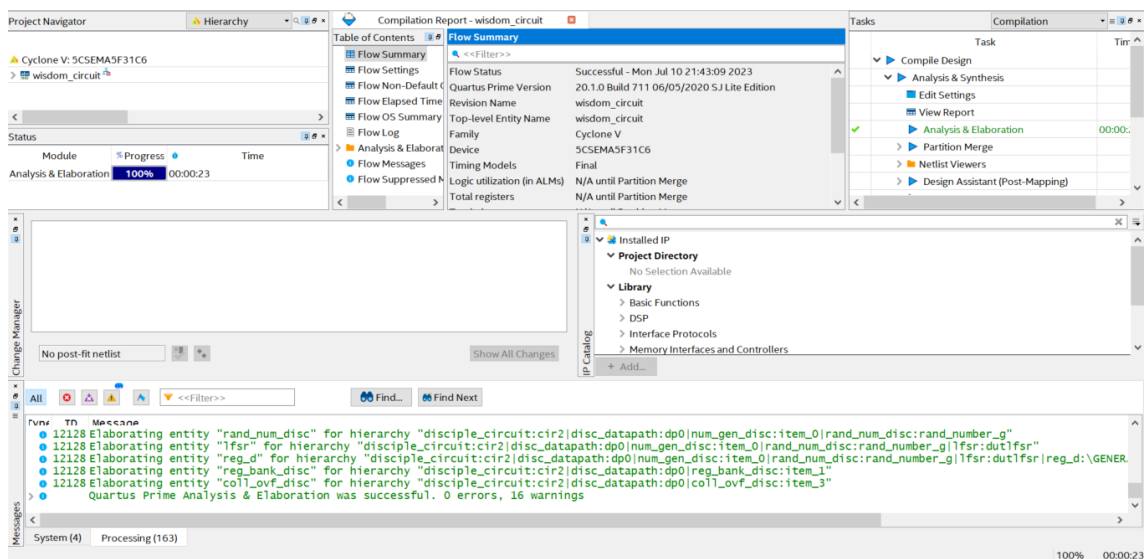 Project Navigator
Hierarchy
Cyclone V: 5CSEMA5F31C6
wisdom_circuit
Status
Module % Progress Time
Analysis & Elaboration 100% 00:00:23
Compilation Report - wisdom_circuit
Table of Contents
Flow Summary
Flow Settings
Flow Non-Default
Flow Elapsed Time
Flow OS Summary
Flow Log
Analysis & Elaborat
Flow Messages
Flow Suppressed M
Flow Summary
<<Filter>>
Flow Status Successful - Mon Jul 10 21:43:09 2023
Quartus Prime Version 20.1.0 Build 711 06/05/2020 SJ Lite Edition
Revision Name wisdom_circuit
Top-level Entity Name wisdom_circuit
Family Cyclone V
Device 5CSEMA5F31C6
Timing Models Final
Logic utilization (in ALMs) N/A until Partition Merge
Total registers N/A until Partition Merge
Tasks
Compilation
Task Tim
Compile Design
Analysis & Synthesis
Edit Settings
View Report
Analysis & Elaboration 00:00:
Partition Merge
Netlist Viewers
Design Assistant (Post-Mapping)
Change Manager
No post-fit netlist
Show All Changes
IP Catalog
Installed IP
Project Directory
No Selection Available
Library
Basic Functions
DSP
Interface Protocols
Memory Interfaces and Controllers
+ Add...
Messages
All
<<Filter>>
Find...
Find Next
Type ID Message
12128 Elaborating entity "rand_num_disc" for hierarchy "disciple_circuit:cir2|disc_datapath:dp0|num_gen_disc:item_0|rand_num_disc:rand_number_g"
12128 Elaborating entity "lfsr" for hierarchy "disciple_circuit:cir2|disc_datapath:dp0|num_gen_disc:item_0|rand_num_disc:rand_number_g|lfsr:dutlfsr"
12128 Elaborating entity "reg_d" for hierarchy "disciple_circuit:cir2|disc_datapath:dp0|num_gen_disc:item_0|rand_num_disc:rand_number_g|lfsr:dutlfsr|reg_d:\GENER
12128 Elaborating entity "reg_bank_disc" for hierarchy "disciple_circuit:cir2|disc_datapath:dp0|reg_bank_disc:item_1"
12128 Elaborating entity "coll_ovf_disc" for hierarchy "disciple_circuit:cir2|disc_datapath:dp0|coll_ovf_disc:item_3"
Quartus Prime Analysis & Elaboration was successful. 0 errors, 16 warnings
System (4)
Processing (163)
100% 00:00:23